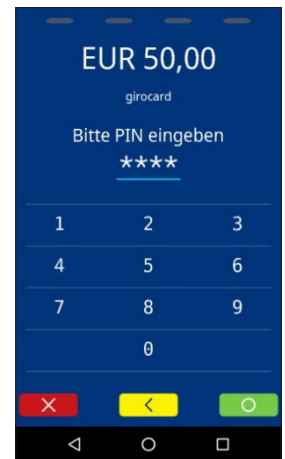 EUR 50,00
girocard
Bitte PIN eingeben
****
1 2 3
4 5 6
7 8 9
0